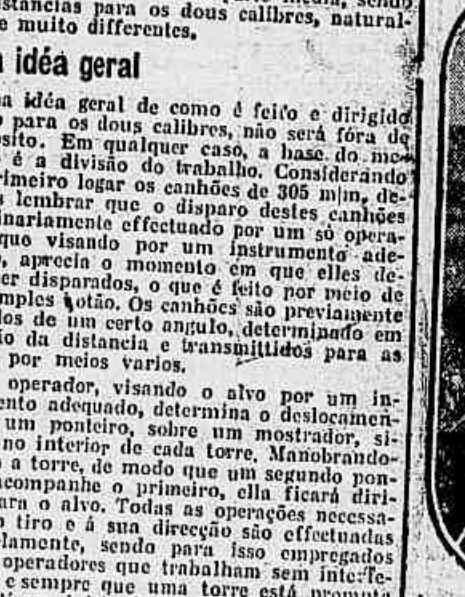 stancias para os dous calibres, natural-
e muito differentes.
idéa geral
a idéa geral de como é feito e dirigido
o para os dous calibres, não será fóra de
sito. Em qualquer caso, a base do me-
é a divisão do trabalho. Considerando
rimeiro logar os canhões de 305 m|m, de-
s lembrar que o disparo destes canhões
inariamente effectuado por um só opera-
que visando por um instrumento ade-
, aprecia o momento em que elles de-
er disparados, o que é feito por meio de
mples botão. Os canhões são previamente
dos de um certo angulo, determinado em
ão da distancia e transmittidos para as
por meios varios.
operador, visando o alvo por um in-
ento adequado, determina o deslocamen-
um ponteiro, sobre um mostrador, si-
no interior de cada torre. Manobrando-
a torre, de modo que um segundo pon-
acompanhe o primeiro, ella ficará diri-
ara o alvo. Todas as operações necessa-
o tiro e á sua direcção são effectuadas
lamente, sendo para isso empregados
operadores que trabalham sem inter-
e sempre que uma torre está prompta